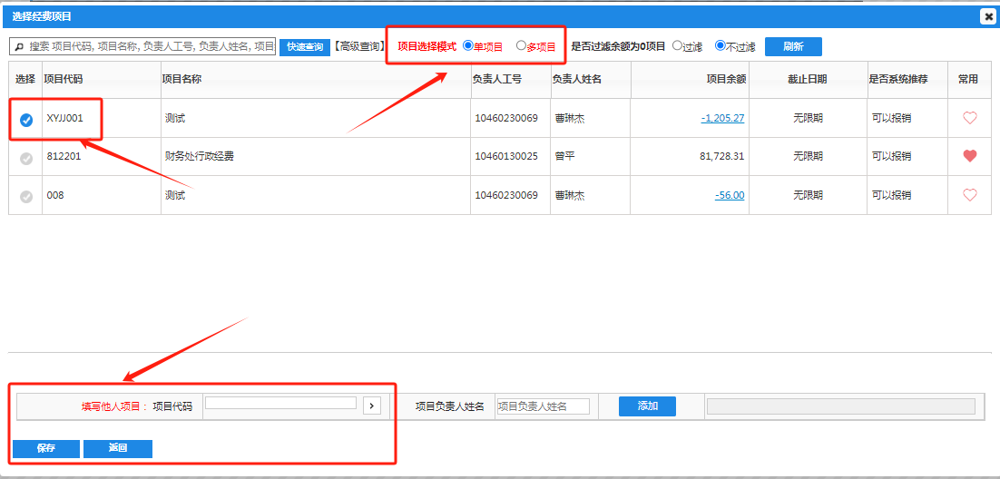 选择经费项目
搜索 项目代码, 项目名称, 负责人工号, 负责人姓名, 项目 快速查询 【高级查询】 项目选择模式 单项目 多项目 是否过滤余额为0项目 过滤 不过滤 刷新
选择 项目代码 项目名称 负责人工号 负责人姓名 项目余额 截止日期 是否系统推荐 常用
XYJJ001 测试 10460230069 曹琳杰 -1,205.27 无限期 可以报销
812201 财务处行政经费 10460130025 曾平 81,728.31 无限期 可以报销
008 测试 10460230069 曹琳杰 -56.00 无限期 可以报销
填写他人项目： 项目代码 项目负责人姓名 项目负责人姓名 添加
保存 返回